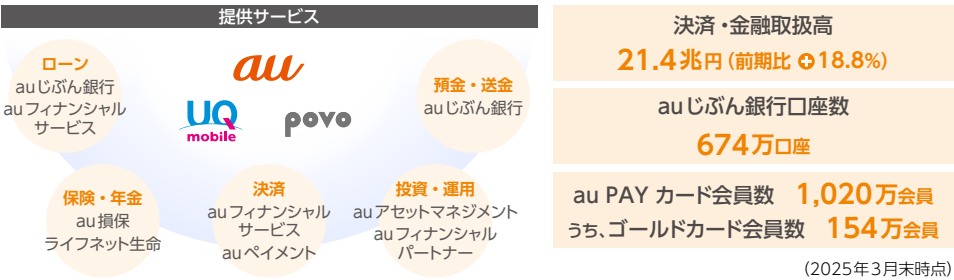 提供サービス
au
UQ
mobile
povo
ローン
auじぶん銀行
auフィナンシャル
サービス
預金・送金
auじぶん銀行
保険・年金
au損保
ライフネット生命
決済
auフィナンシャル
サービス
auペイメント
投資・運用
auアセットマネジメント
auフィナンシャル
パートナー
決済・金融取扱高
21.4兆円(前期比 +18.8%)
auじぶん銀行口座数
674万口座
au PAY カード会員数 1,020万会員
うち、ゴールドカード会員数 154万会員
(2025年3月末時点)